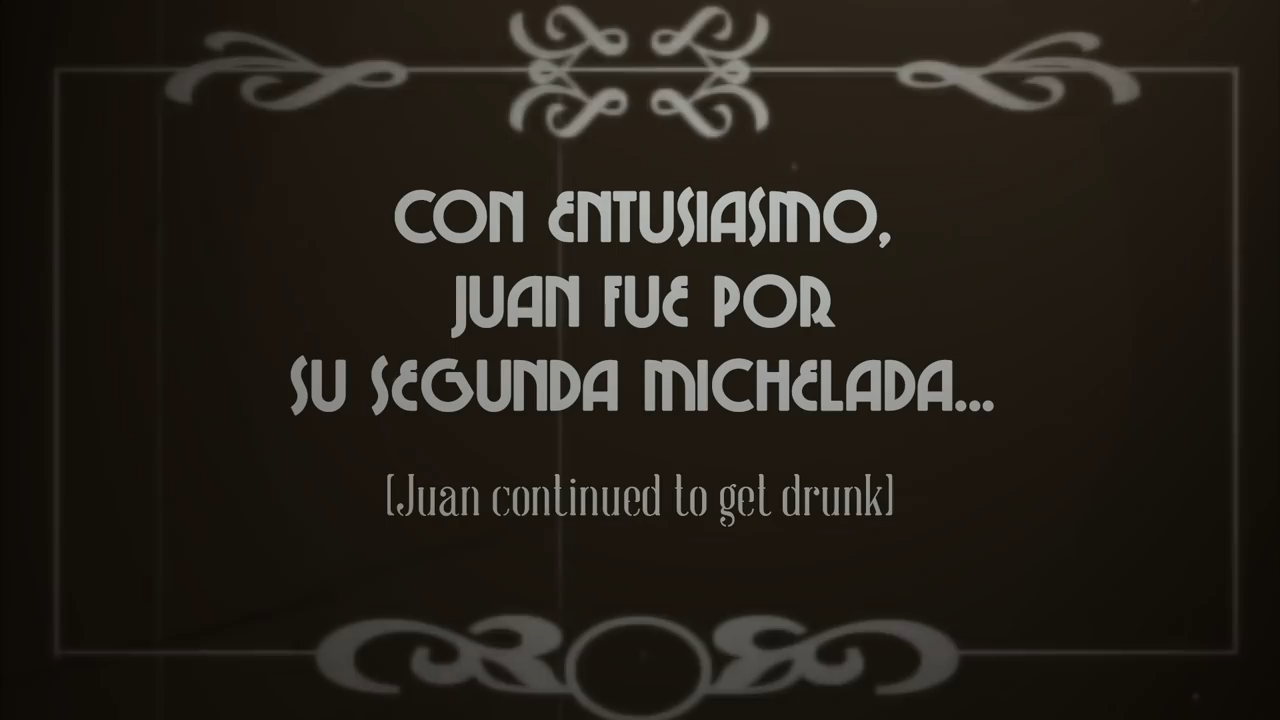 CON ENTUSIASMO,
JUAN FUE POR
SU SEGUNDA MICHELADA...
[Juan continued to get drunk]